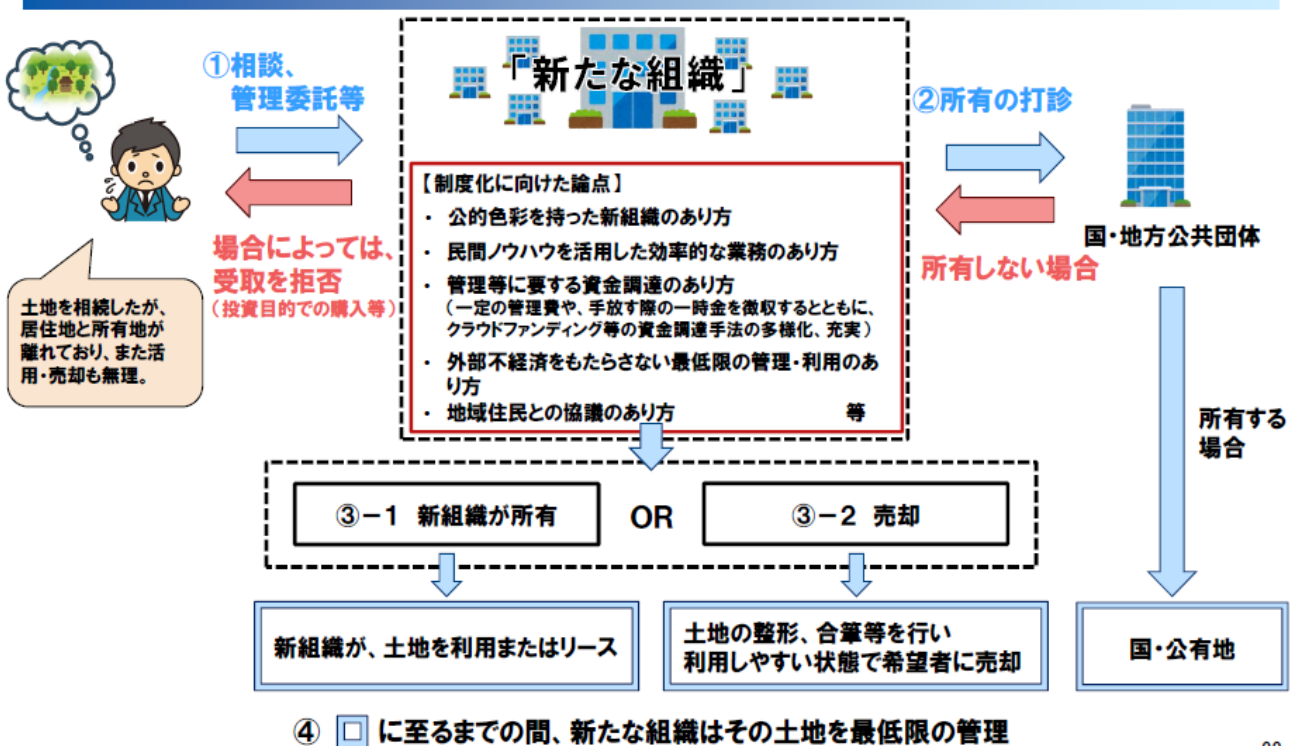 ①相談、
管理委託等
「新たな組織」
②所有の打診
国・地方公共団体
場合によっては、
受取を拒否
(投資目的での購入等)
所有しない場合
土地を相続したが、
居住地と所有地が
離れており、また活
用・売却も無理。
【制度化に向けた論点】
・ 公的色彩を持った新組織のあり方
・ 民間ノウハウを活用した効率的な業務のあり方
・ 管理等に要する資金調達のあり方
(一定の管理費や、手放す際の一時金を徴収するとともに、
クラウドファンディング等の資金調達手法の多様化、充実)
・ 外部不経済をもたらさない最低限の管理・利用のあ
り方
・ 地域住民との協議のあり方 等
所有する
場合
③－1 新組織が所有
OR
③－2 売却
新組織が、土地を利用またはリース
土地の整形、合筆等を行い
利用しやすい状態で希望者に売却
国・公有地
④ □ に至るまでの間、新たな組織はその土地を最低限の管理